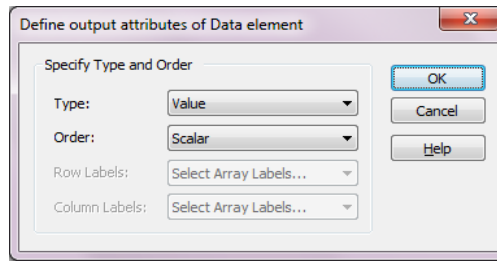 Define output attributes of Data element
Specify Type and Order
Type: Value
Order: Scalar
Row Labels: Select Array Labels...
Column Labels: Select Array Labels...
OK
Cancel
Help